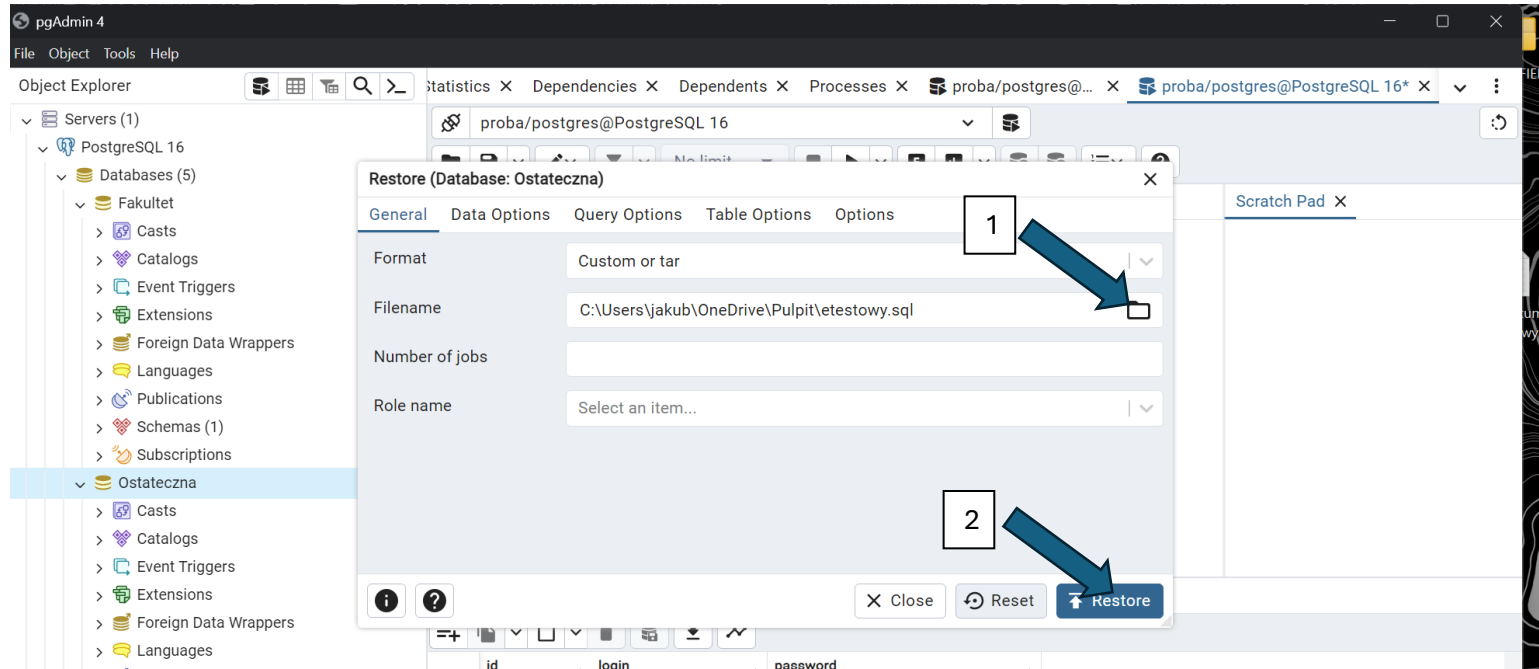 pgAdmin 4
File Object Tools Help
Object Explorer
Statistics Dependencies Dependents Processes proba/postgres@... proba/postgres@PostgreSQL 16*
Servers (1)
proba/postgres@PostgreSQL 16
PostgreSQL 16
No limit
Databases (5)
Restore (Database: Ostateczna)
Fakultet
Scratch Pad
General Data Options Query Options Table Options Options
1
Casts
Catalogs
Format
Custom or tar
Event Triggers
Filename
C:\Users\jakub\OneDrive\Pulpit\etestowy.sql
Extensions
Foreign Data Wrappers
Number of jobs
Languages
Publications
Role name
Select an item...
Schemas (1)
Subscriptions
Ostateczna
Casts
2
Catalogs
Event Triggers
Extensions
Close Reset Restore
Foreign Data Wrappers
Languages
id login password